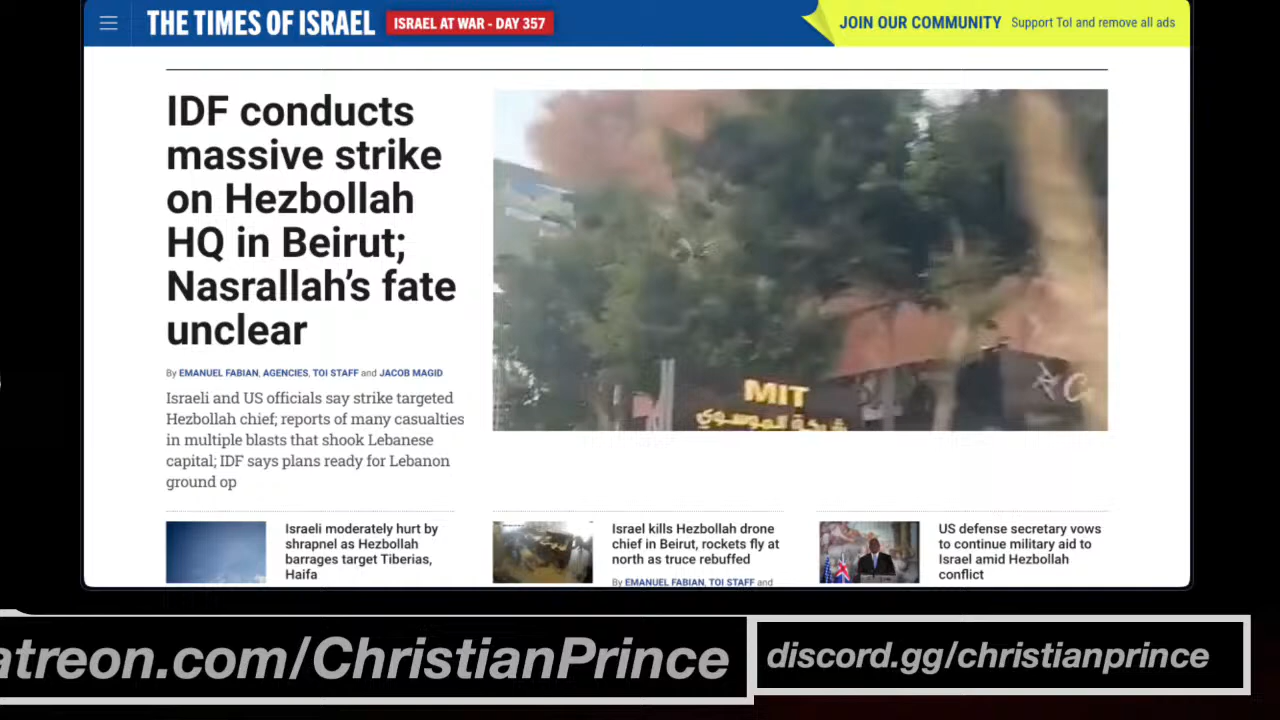 THE TIMES OF ISRAEL
ISRAEL AT WAR - DAY 357
JOIN OUR COMMUNITY
Support ToI and remove all ads
IDF conducts
massive strike
on Hezbollah
HQ in Beirut;
Nasrallah's fate
unclear
By EMANUEL FABIAN, AGENCIES, TOI STAFF and JACOB MAGID
Israeli and US officials say strike targeted
Hezbollah chief; reports of many casualties
in multiple blasts that shook Lebanese
capital; IDF says plans ready for Lebanon
ground op
MIT
شركة الموسوي
Israeli moderately hurt by
shrapnel as Hezbollah
barrages target Tiberias,
Haifa
Israel kills Hezbollah drone
chief in Beirut, rockets fly at
north as truce rebuffed
By EMANUEL FABIAN, TOI STAFF and
US defense secretary vows
to continue military aid to
Israel amid Hezbollah
conflict
atreon.com/ChristianPrince
discord.gg/christianprince